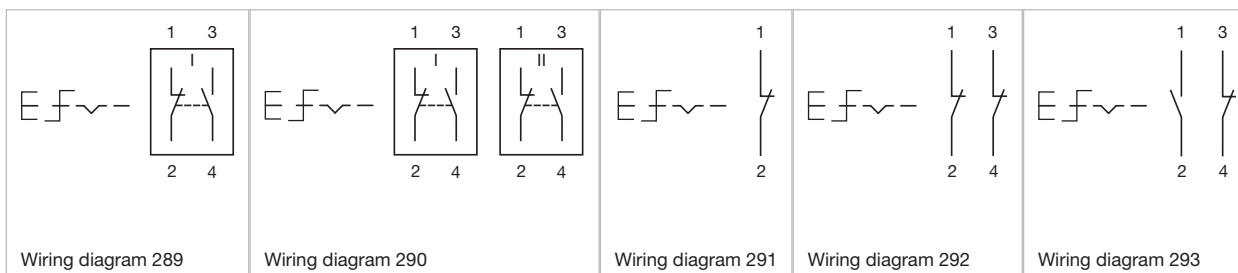 1 3
I
2 4
Wiring diagram 289
1 3 1 3
I II
2 4 2 4
Wiring diagram 290
1
2
Wiring diagram 291
1 3
2 4
Wiring diagram 292
1 3
2 4
Wiring diagram 293